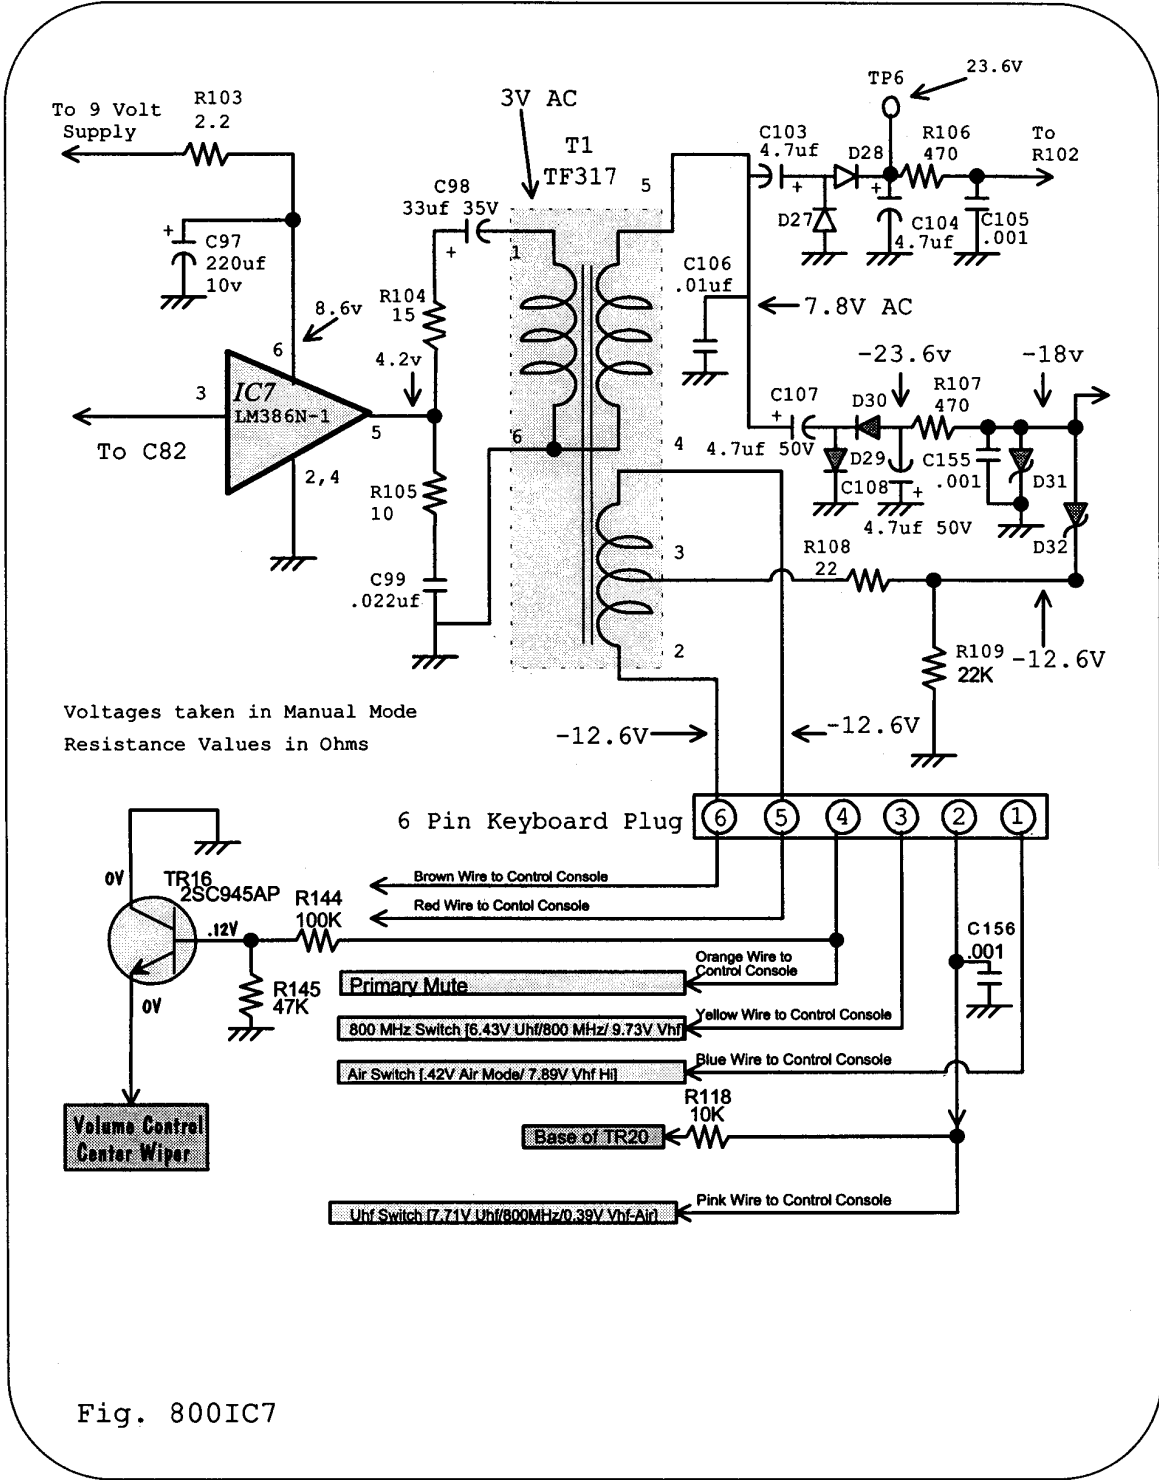 To 9 Volt
Supply
R103
2.2
3V AC
T1
TF317
TP6
23.6V
C103
4.7uf
D28
R106
470
To
R102
+
+
D27
C104
4.7uf
C105
.001
C98
33uf 35V
+
5
1
+
C97
220uf
10v
C106
.01uf
7.8V AC
R104
15
8.6v
4.2v
6
3
IC7
LM386N-1
5
To C82
2,4
6
4
-23.6v
-18v
C107
+
4.7uf 50V
D30
R107
470
D29
C108
+
4.7uf 50V
C155
.001
D31
D32
R105
10
C99
.022uf
3
R108
22
2
R109
22K
-12.6V
Voltages taken in Manual Mode
Resistance Values in Ohms
-12.6V
-12.6V
6 Pin Keyboard Plug
6
5
4
3
2
1
Brown Wire to Control Console
Red Wire to Contol Console
0V
TR16
2SC945AP
R144
100K
.12V
R145
47K
0V
C156
.001
Orange Wire to
Control Console
Primary Mute
Yellow Wire to Control Console
800 MHz Switch [6.43V Uhf/800 MHz/ 9.73V Vhf]
Blue Wire to Control Console
Air Switch [.42V Air Mode/ 7.89V Vhf Hi]
R118
10K
Base of TR20
Volume Control
Center Wiper
Pink Wire to Control Console
Uhf Switch [7.71V Uhf/800MHz/0.39V Vhf-Air]
Fig. 800IC7